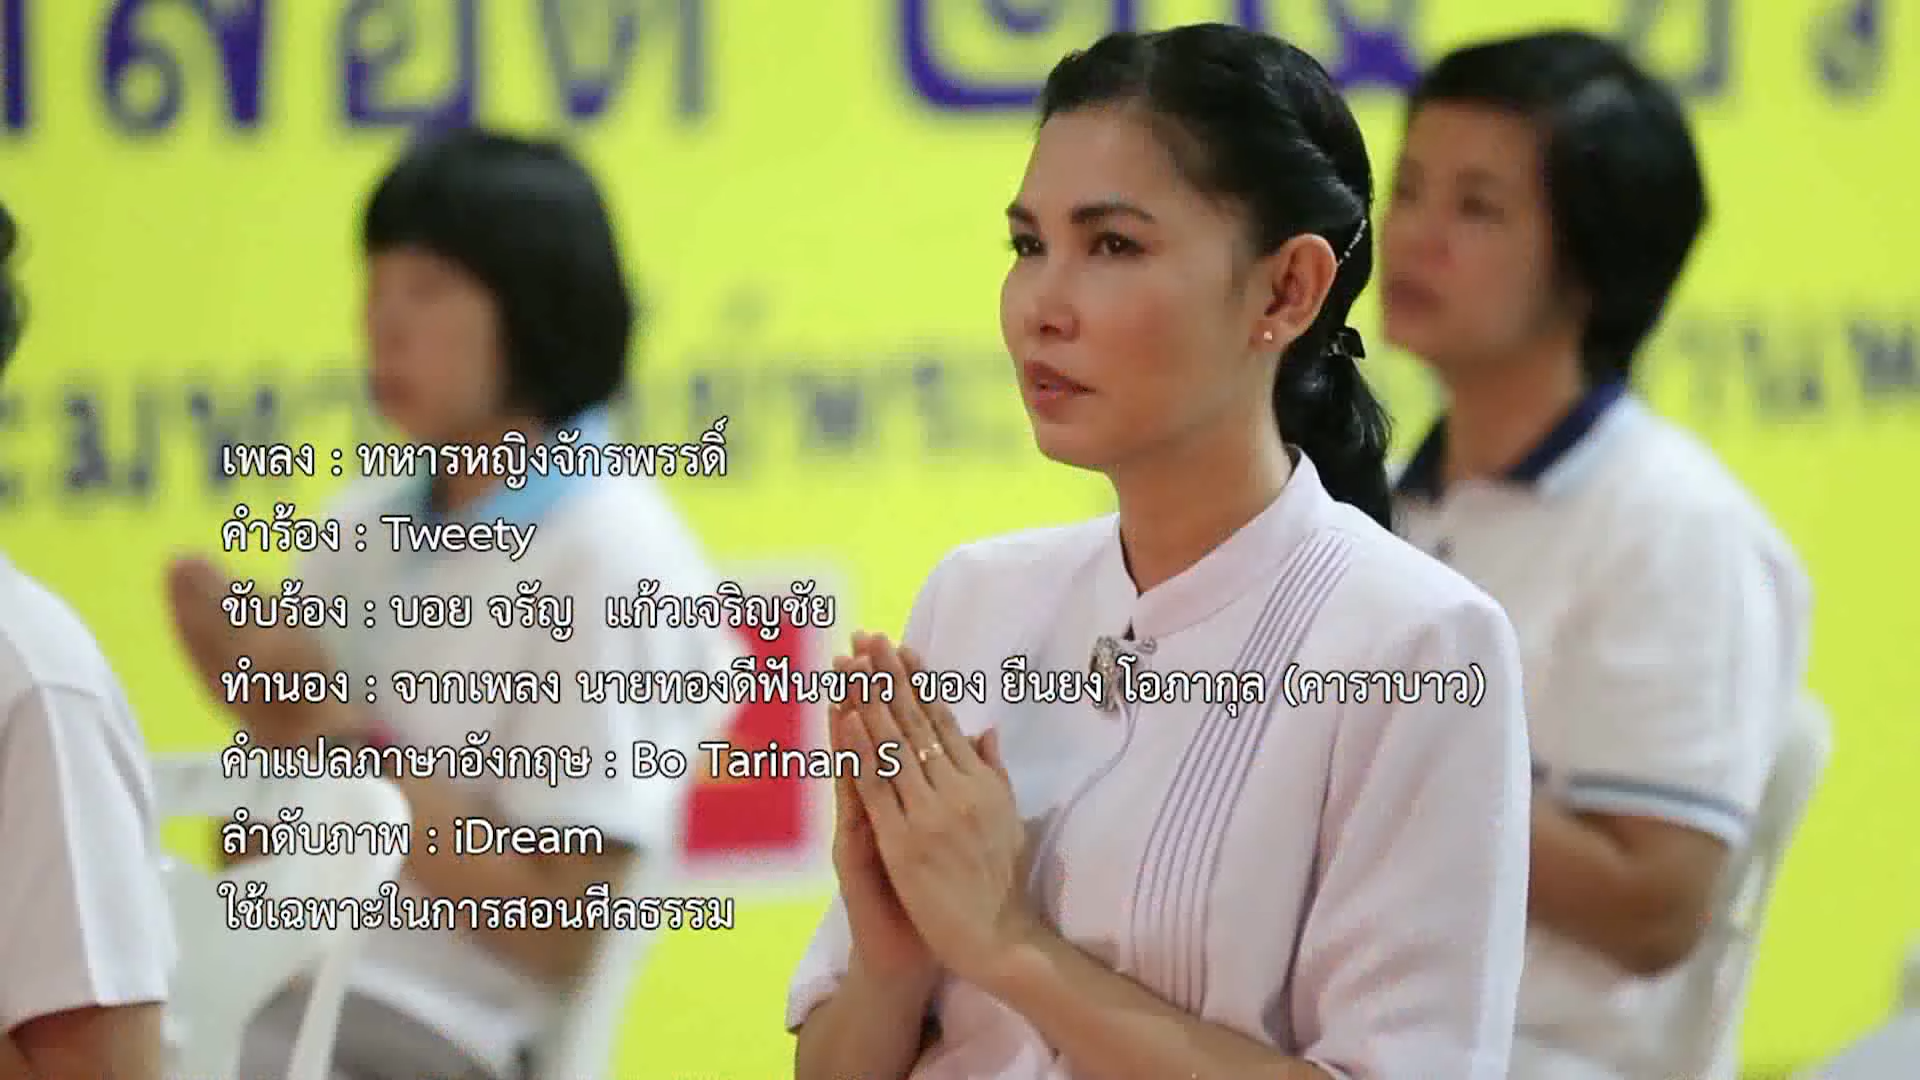 เพลง : ทหารหญิงจักรพรรดิ์
คำร้อง : Tweety
ขับร้อง : บอย จรัญ แก้วเจริญชัย
ทำนอง : จากเพลง นายทองดีฟันขาว ของ ยืนยง โอภากุล (คาราบาว)
คำแปลภาษาอังกฤษ : Bo Tarinan S
ลำดับภาพ : iDream
ใช้เฉพาะในการสอนศีลธรรม